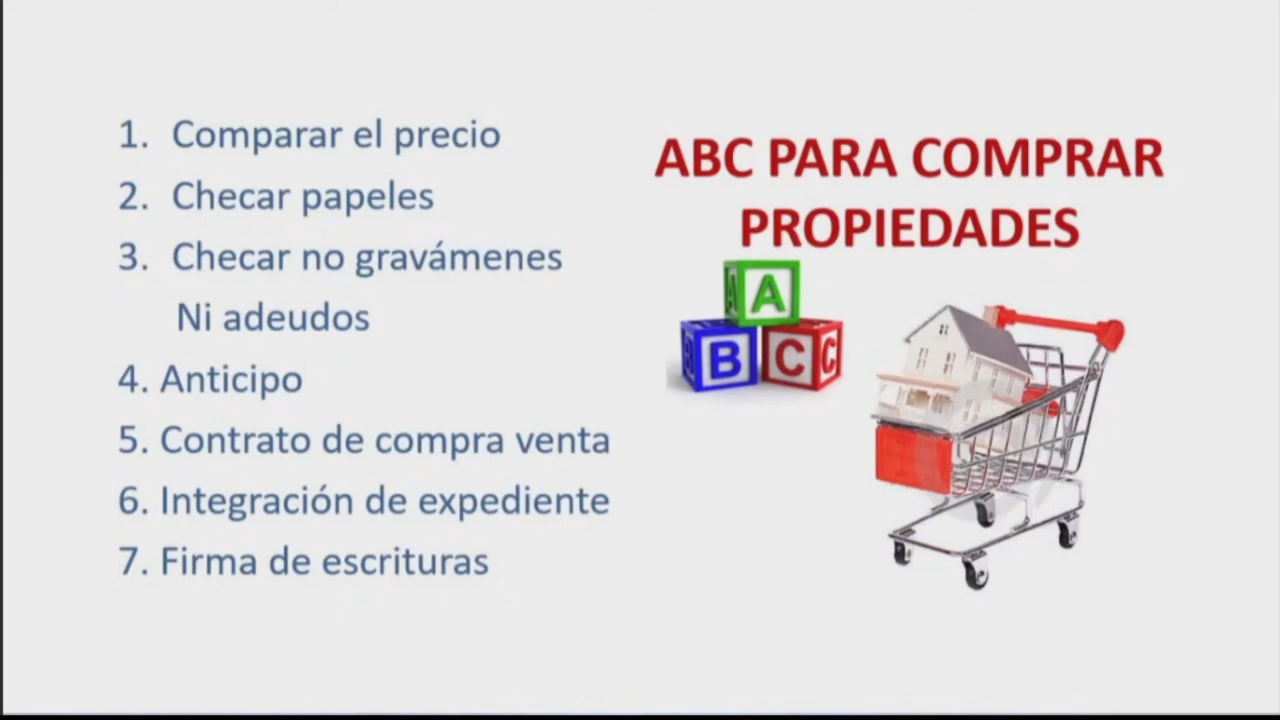 1. Comparar el precio
2. Checar papeles
3. Checar no gravámenes
Ni adeudos
4. Anticipo
5. Contrato de compra venta
6. Integración de expediente
7. Firma de escrituras
ABC PARA COMPRAR
PROPIEDADES
A A
B B
C C